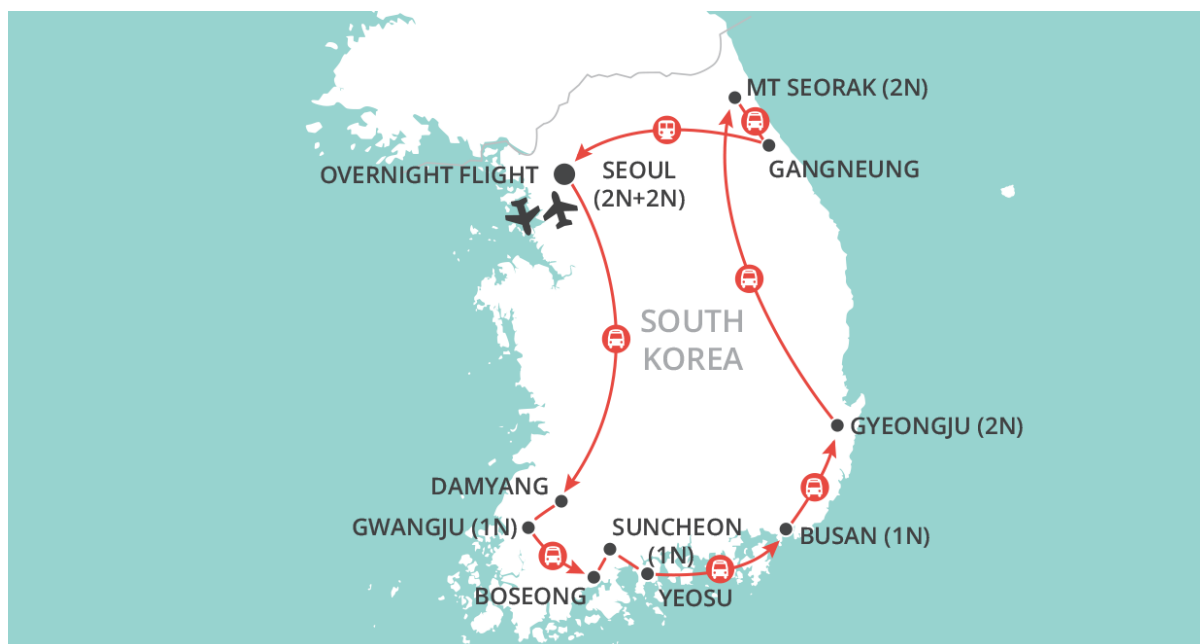 MT SEORAK (2N)
GANGNEUNG
OVERNIGHT FLIGHT
SEOUL
(2N+2N)
SOUTH
KOREA
GYEONGJU (2N)
DAMYANG
GWANGJU (1N)
SUNCHEON
(1N)
BUSAN (1N)
BOSEONG
YEOSU